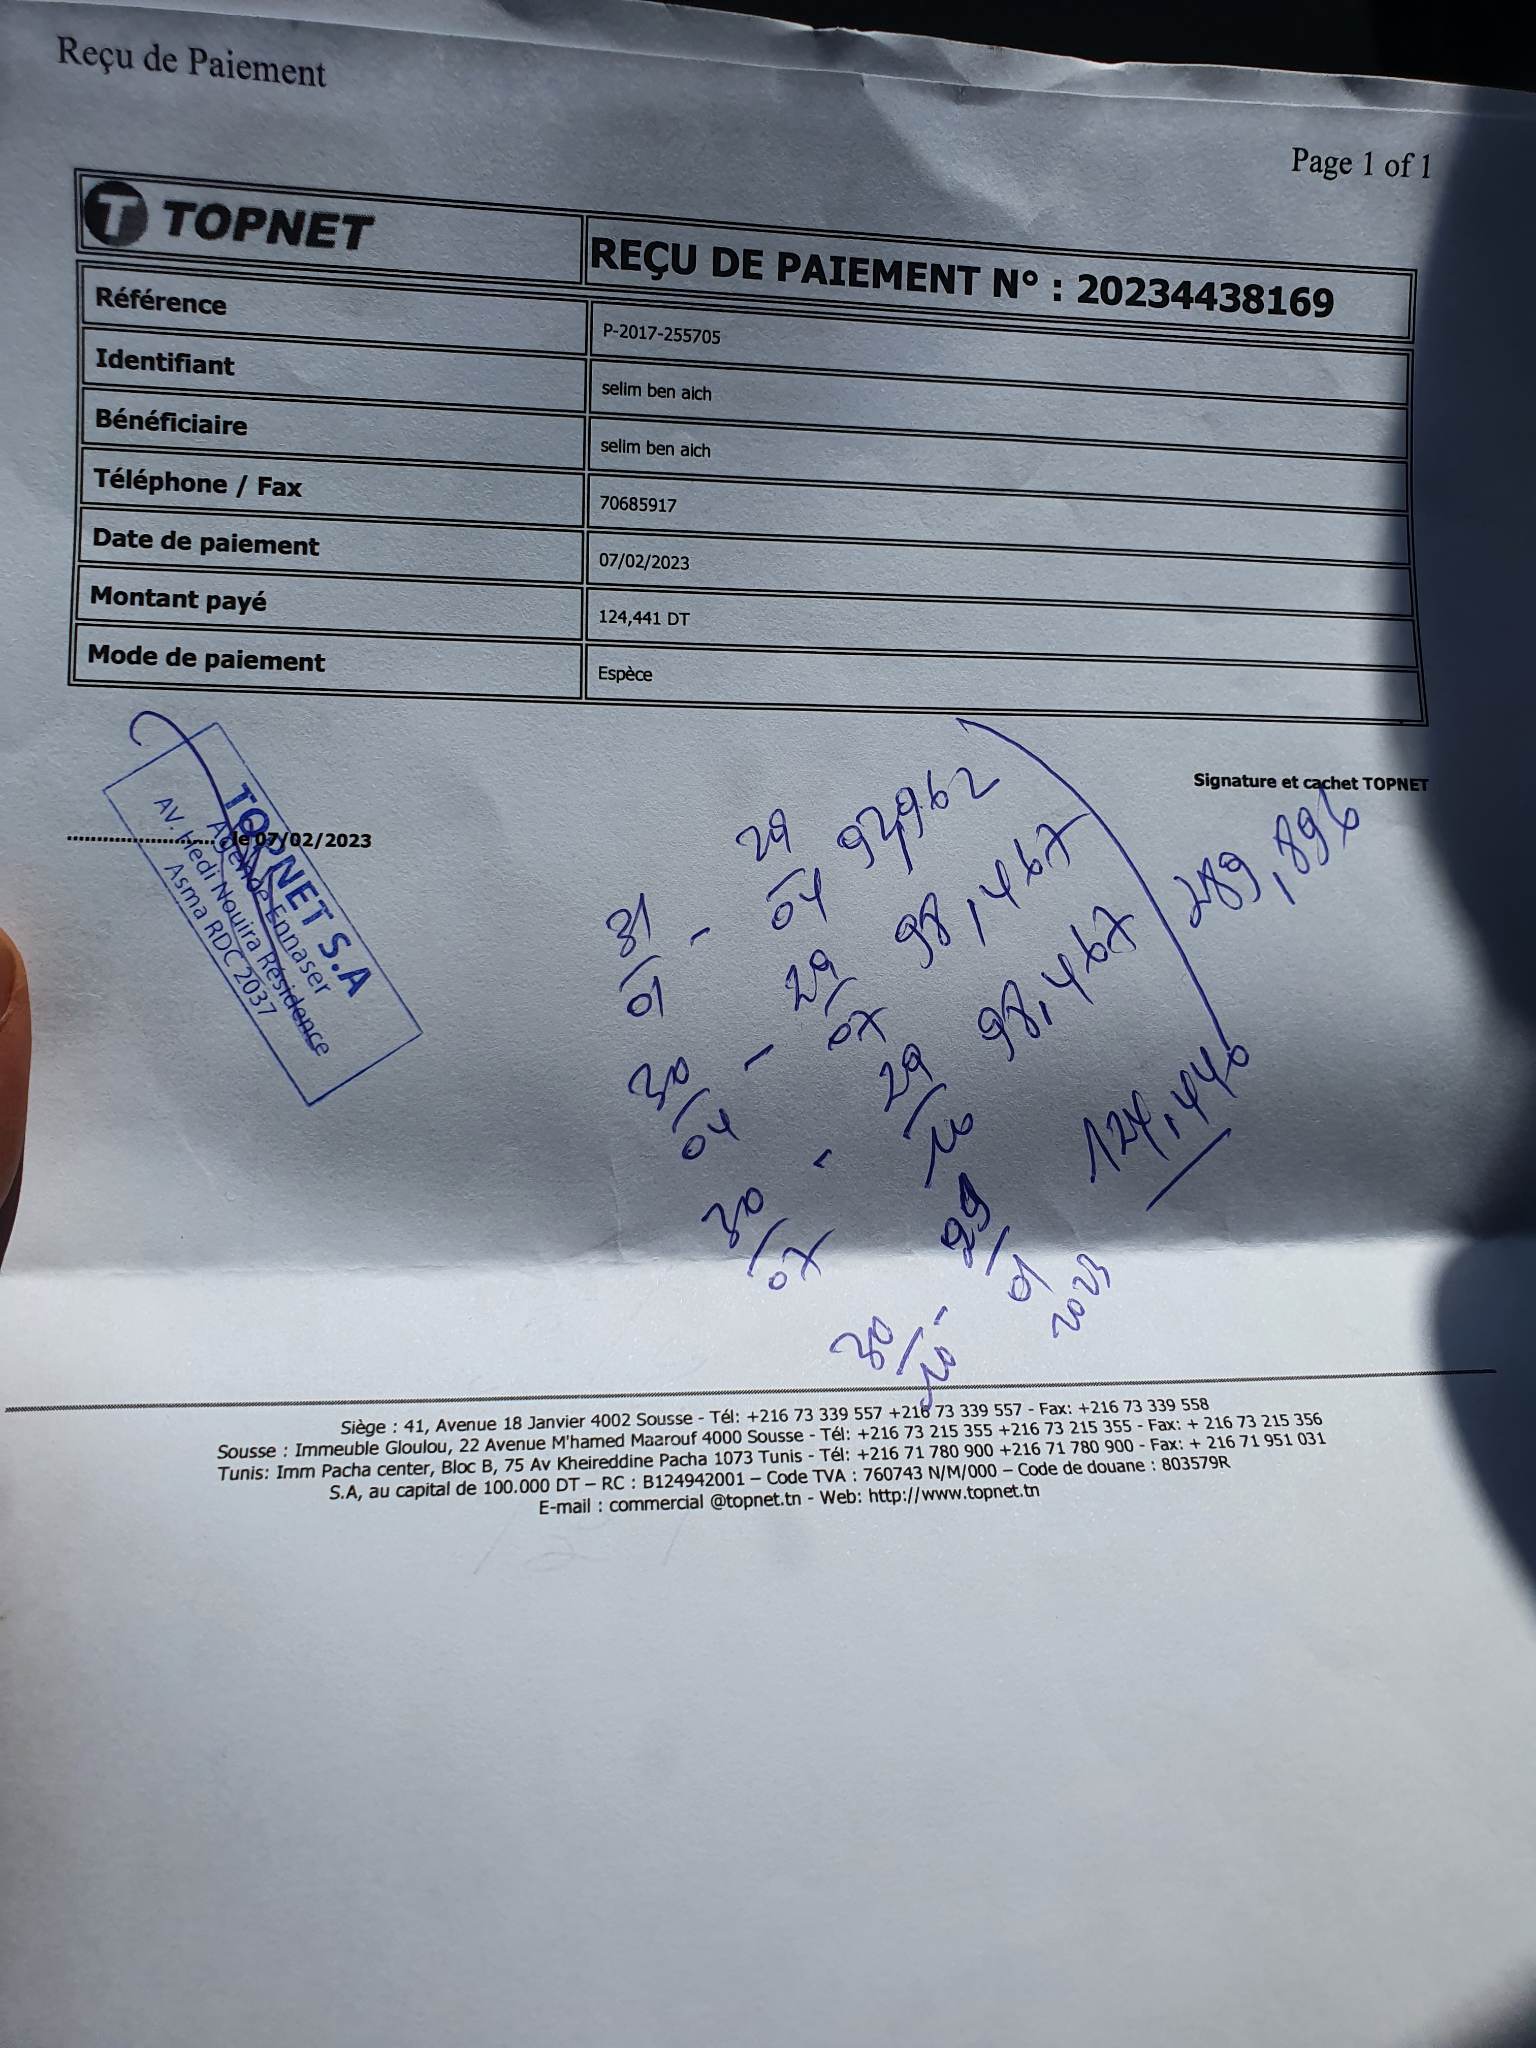 Reçu de Paiement
Page 1 of 1
TOPNET
REÇU DE PAIEMENT N° : 20234438169
Référence P-2017-255705
Identifiant selim ben aich
Bénéficiaire selim ben aich
Téléphone / Fax 70685917
Date de paiement 07/02/2023
Montant payé 124,441 DT
Mode de paiement Espèce
Signature et cachet TOPNET
................................ le 07/02/2023
TOPNET S.A
Agence Ennaser
AV. Hedi Nouira Résidence
Asma RDC 2037
31/01 - 29/04 92,962
30/04 - 29/07 98,467
30/07 - 29/10 98,467
289,896
30/10 - 29/01 2023
124,440
Siège : 41, Avenue 18 Janvier 4002 Sousse - Tél: +216 73 339 557 +216 73 339 557 - Fax: +216 73 339 558
Sousse : Immeuble Gloulou, 22 Avenue M'hamed Maarouf 4000 Sousse - Tél: +216 73 215 355 +216 73 215 355 - Fax: + 216 73 215 356
Tunis: Imm Pacha center, Bloc B, 75 Av Kheireddine Pacha 1073 Tunis - Tél: +216 71 780 900 +216 71 780 900 - Fax: + 216 71 951 031
S.A, au capital de 100.000 DT – RC : B124942001 – Code TVA : 760743 N/M/000 – Code de douane : 803579R
E-mail : commercial @topnet.tn - Web: http://www.topnet.tn